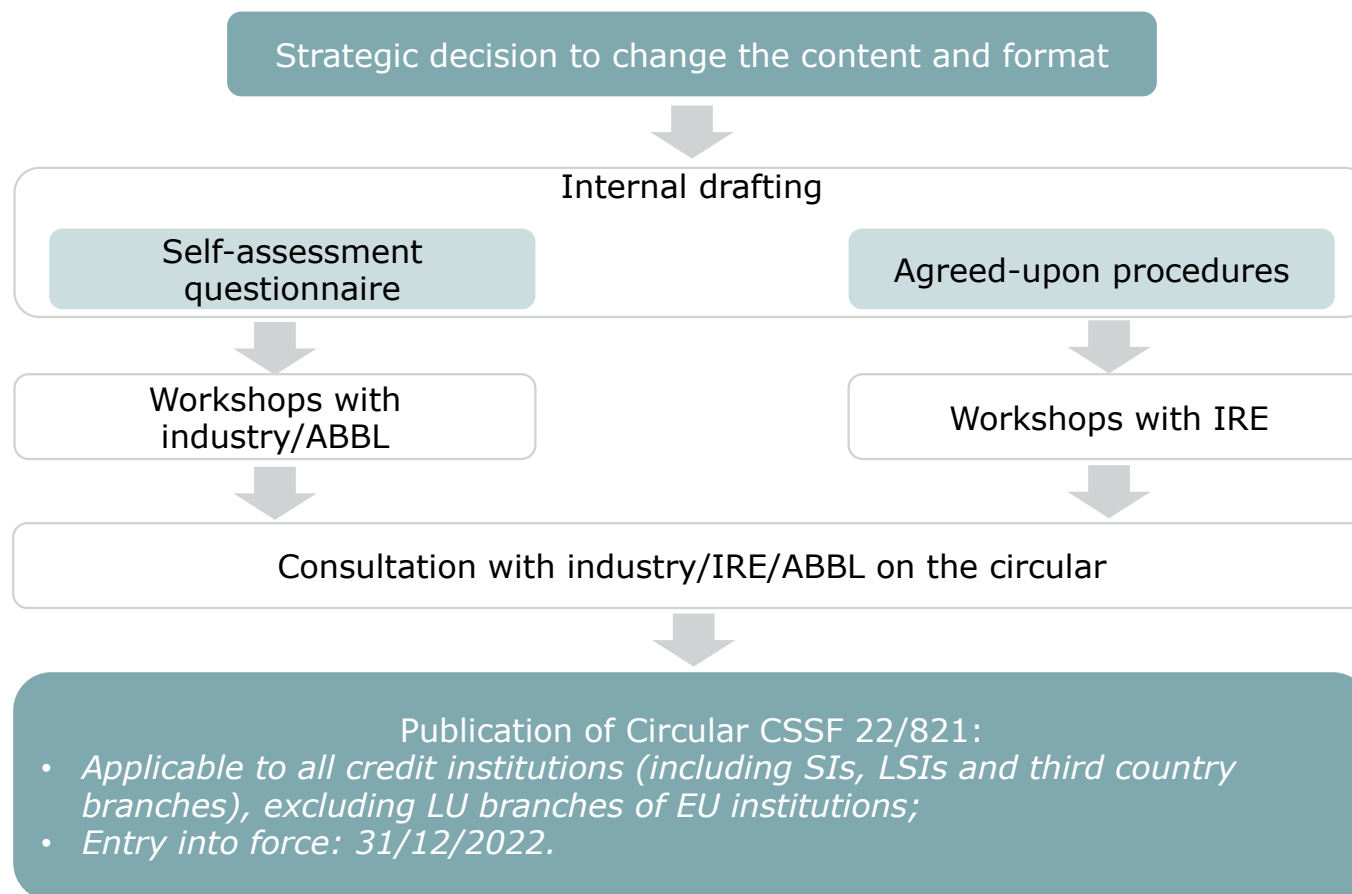 Strategic decision to change the content and format
Internal drafting
Self-assessment
questionnaire
Agreed-upon procedures
Workshops with
industry/ABBL
Workshops with IRE
Consultation with industry/IRE/ABBL on the circular
Publication of Circular CSSF 22/821:
• Applicable to all credit institutions (including SIs, LSIs and third country
branches), excluding LU branches of EU institutions;
• Entry into force: 31/12/2022.